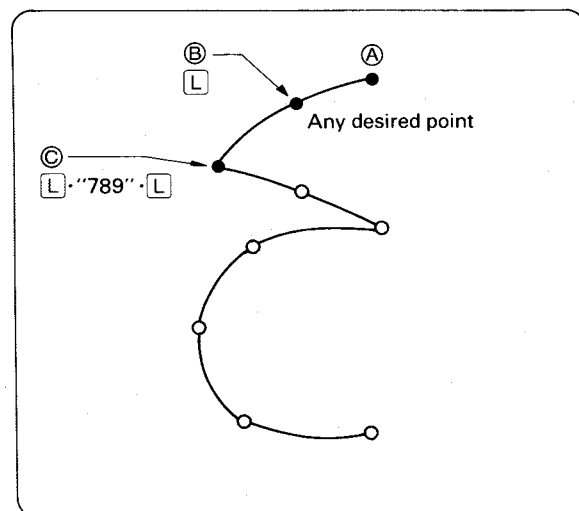 Ⓑ
Ⓐ
L
Any desired point
Ⓒ
L·"789"·L